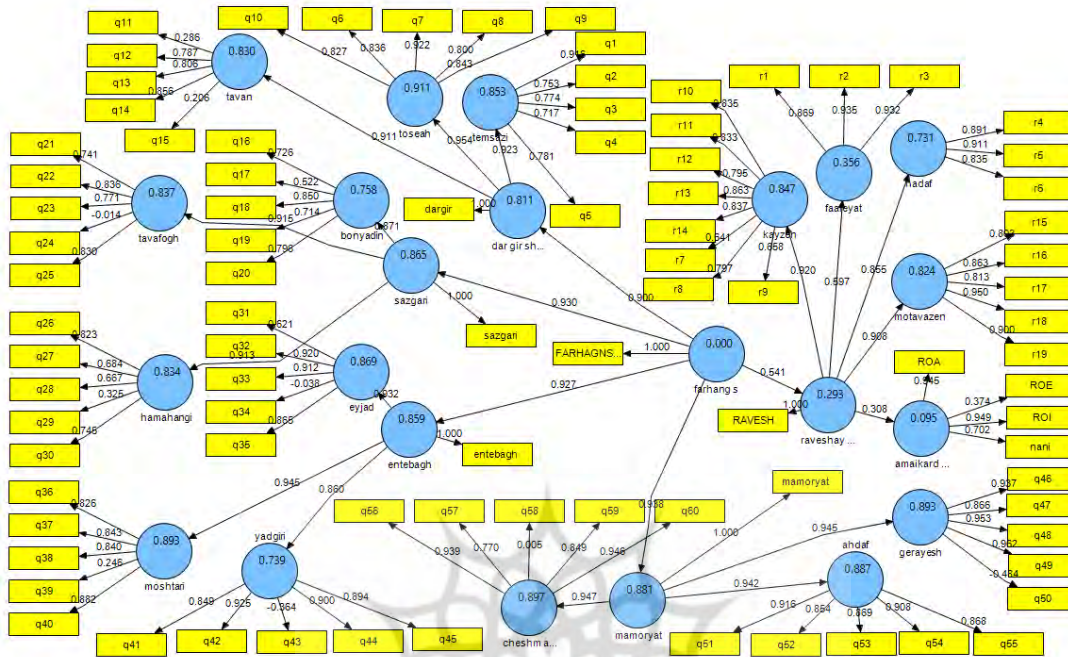 q11
q12
q13
q14
q15
0.286
0.787
0.806
0.856
0.206
0.830
tavan
q10
q6
q7
q8
q9
0.827
0.836
0.922
0.800
0.843
0.911
toseah
q1
q2
q3
q4
q5
0.753
0.774
0.717
0.781
0.853
temsazi
0.911
0.954
0.923
dargir
1.000
0.811
dar gir sh...
r10
r11
r12
r13
r14
r7
r8
r9
0.835
0.833
0.795
0.863
0.837
0.797
0.847
kayzen
r1
r2
r3
0.869
0.935
0.932
0.356
faaleyat
r4
r5
r6
0.891
0.911
0.835
0.731
hadaf
r15
r16
r17
r18
r19
0.863
0.813
0.950
0.900
0.824
motavazen
0.920
0.597
0.855
0.908
q21
q22
q23
q24
q25
0.741
0.836
0.771
-0.014
0.830
0.837
tavafogh
q16
q17
q18
q19
q20
0.726
0.522
0.850
0.714
0.796
0.758
bonyadin
0.915
0.871
0.865
sazgari
1.000
sazgari
0.913
0.930
0.900
q26
q27
q28
q29
q30
0.823
0.684
0.667
0.325
0.745
0.834
hamahangi
q31
q32
q33
q34
q35
0.621
0.920
0.912
-0.038
0.865
0.869
eyjad
0.932
0.859
entebagh
1.000
entebagh
0.927
FARHAGNS...
1.000
0.000
farhang s
0.541
RAVESH
1.000
0.293
raveshay ...
0.308
ROA
ROE
ROI
nani
0.945
0.374
0.949
0.702
0.095
amalkard ...
q36
q37
q38
q39
q40
0.826
0.843
0.840
0.246
0.882
0.893
moshtari
0.945
0.860
yadgiri
0.739
0.849
0.925
-0.364
0.900
0.894
q41
q42
q43
q44
q45
q56
q57
q58
q59
q60
0.939
0.770
0.005
0.849
0.946
0.897
cheshm a...
0.947
0.938
0.881
mamoryat
1.000
mamoryat
0.945
0.942
ahdaf
0.887
0.916
0.854
0.869
0.908
0.868
q51
q52
q53
q54
q55
q46
q47
q48
q49
q50
0.937
0.866
0.953
0.962
0.893
gerayesh